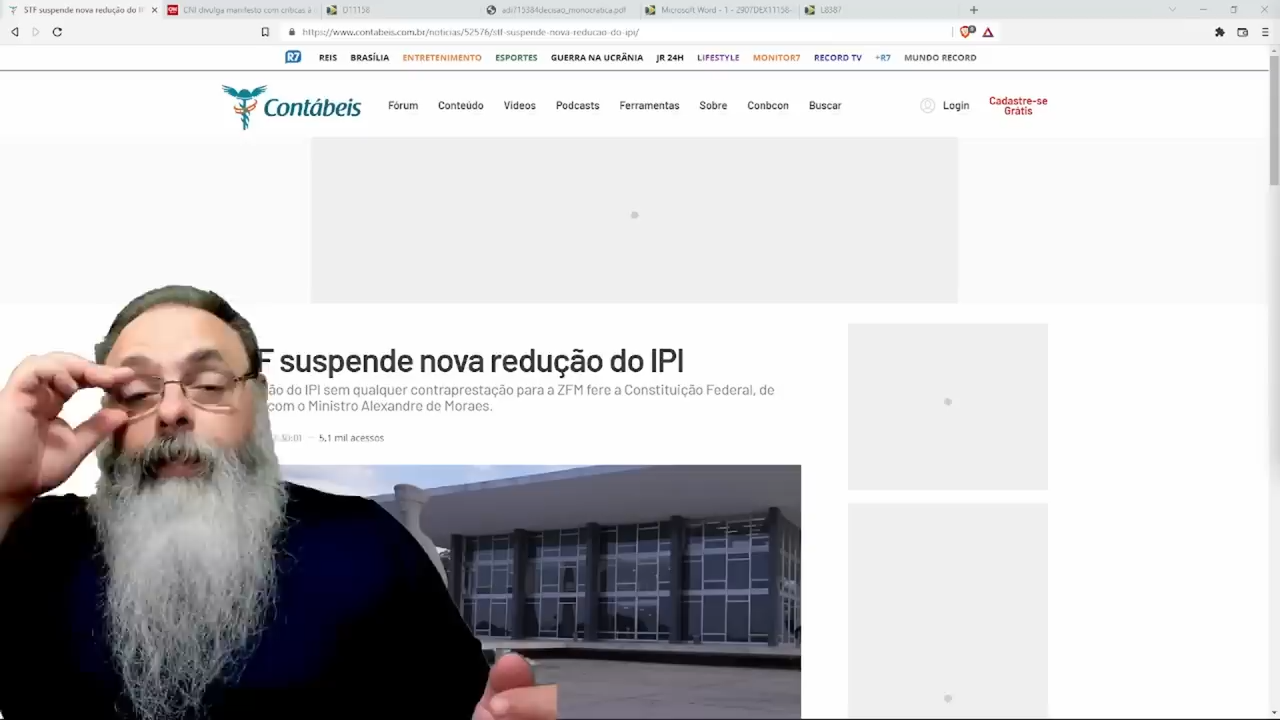 STF suspende nova redução do IPI
CNI divulga manifesto com críticas à
D11158
adi715384decisao_monocratica.pdf
Microsoft Word - 1 - 2907DEX11158-
L8387
https://www.contabeis.com.br/noticias/52576/stf-suspende-nova-reducao-do-ipi/
R7 REIS BRASÍLIA ENTRETENIMENTO ESPORTES GUERRA NA UCRÂNIA JR 24H LIFESTYLE MONITOR7 RECORD TV +R7 MUNDO RECORD
Contábeis
Fórum Conteúdo Vídeos Podcasts Ferramentas Sobre Conbcon Buscar
Login
Cadastre-se
Grátis
F suspende nova redução do IPI
ão do IPI sem qualquer contraprestação para a ZFM fere a Constituição Federal, de
com o Ministro Alexandre de Moraes.
5,1 mil acessos